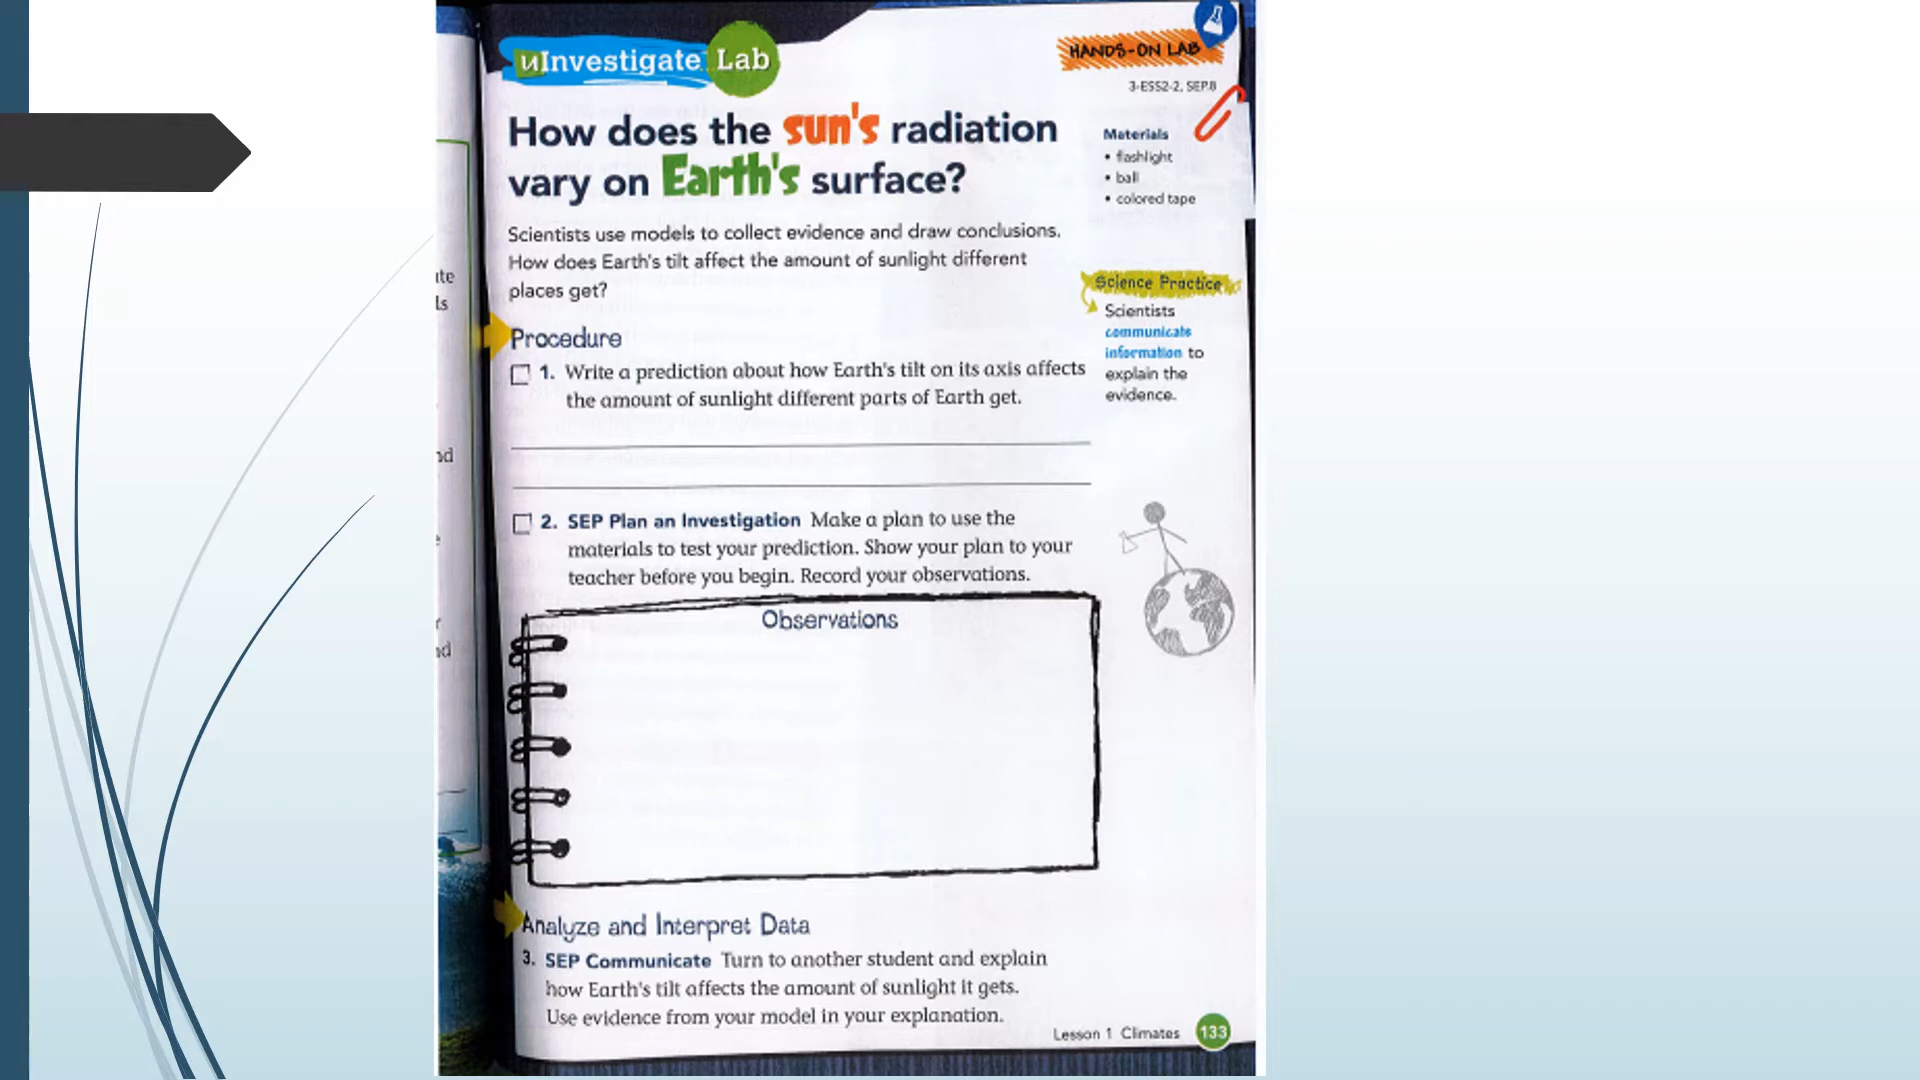 uInvestigate Lab
HANDS-ON LAB
3-ESS2-2, SEP.8
How does the sun's radiation
vary on Earth's surface?
Materials
• flashlight
• ball
• colored tape
Scientists use models to collect evidence and draw conclusions.
How does Earth's tilt affect the amount of sunlight different
places get?
Science Practice
Scientists
communicate
information to
explain the
evidence.
Procedure
1. Write a prediction about how Earth's tilt on its axis affects
the amount of sunlight different parts of Earth get.
2. SEP Plan an Investigation Make a plan to use the
materials to test your prediction. Show your plan to your
teacher before you begin. Record your observations.
Observations
Analyze and Interpret Data
3. SEP Communicate Turn to another student and explain
how Earth's tilt affects the amount of sunlight it gets.
Use evidence from your model in your explanation.
Lesson 1 Climates 133